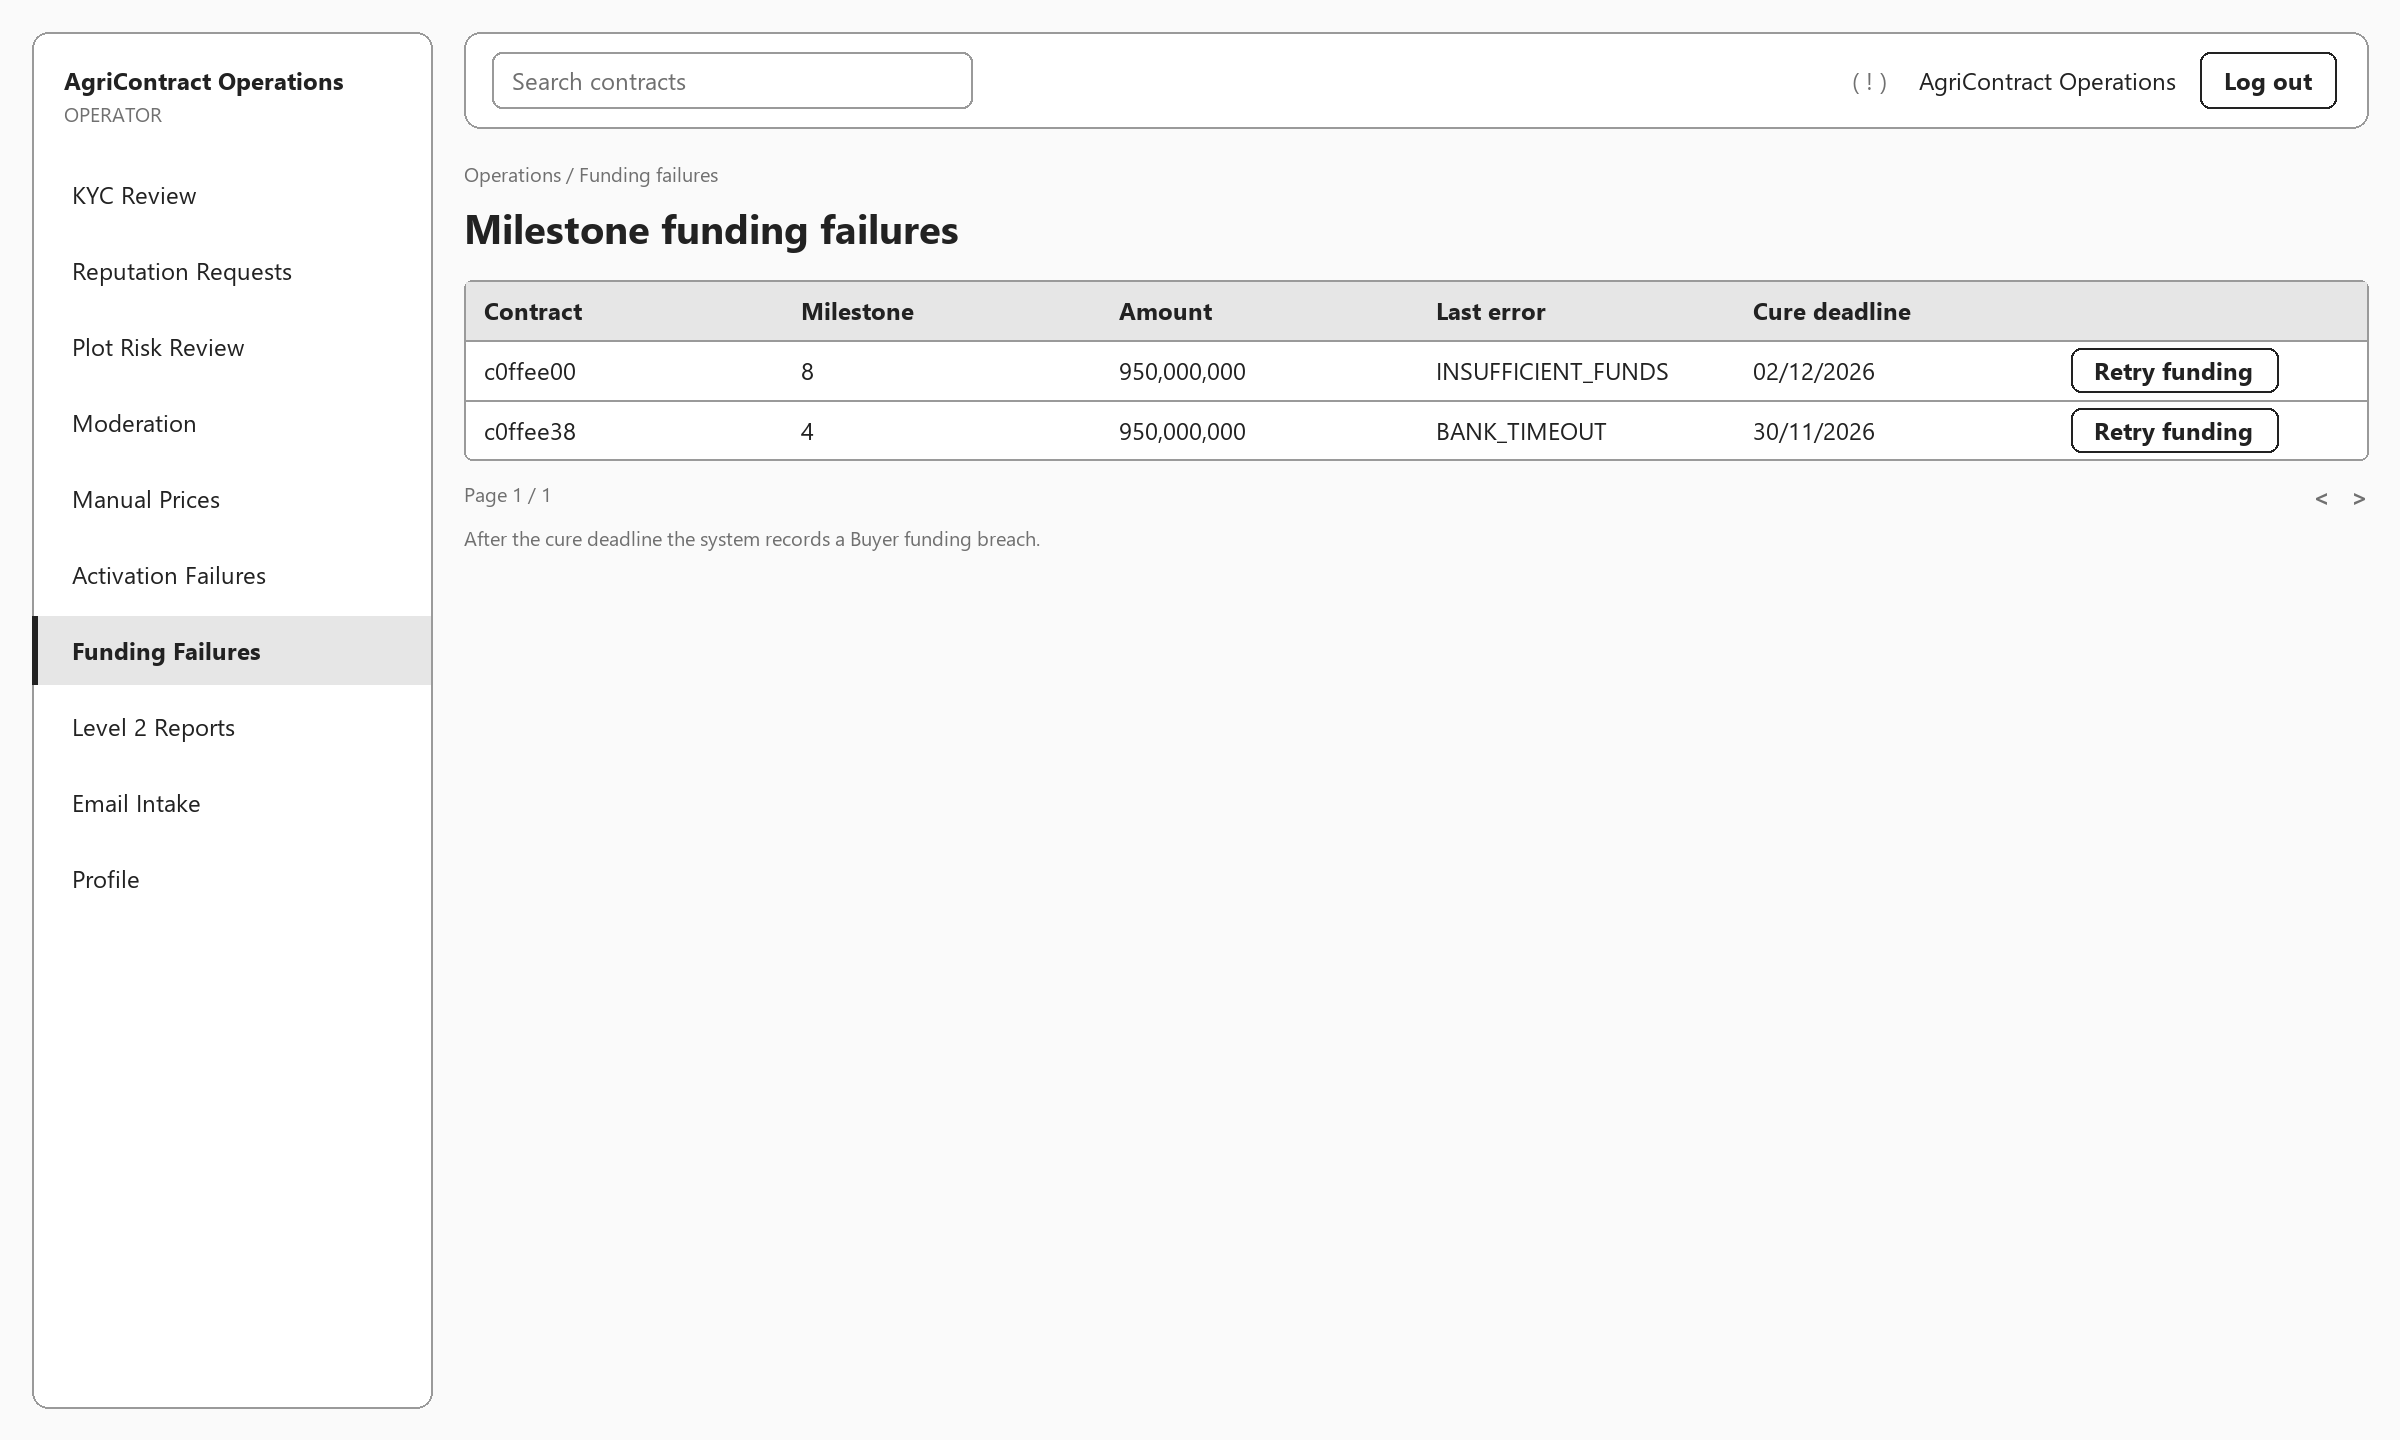 AgriContract Operations
OPERATOR
KYC Review
Reputation Requests
Plot Risk Review
Moderation
Manual Prices
Activation Failures
Funding Failures
Level 2 Reports
Email Intake
Profile
Search contracts
( ! ) AgriContract Operations Log out
Operations / Funding failures
Milestone funding failures
Contract Milestone Amount Last error Cure deadline
c0ffee00 8 950,000,000 INSUFFICIENT_FUNDS 02/12/2026 Retry funding
c0ffee38 4 950,000,000 BANK_TIMEOUT 30/11/2026 Retry funding
Page 1 / 1 < >
After the cure deadline the system records a Buyer funding breach.